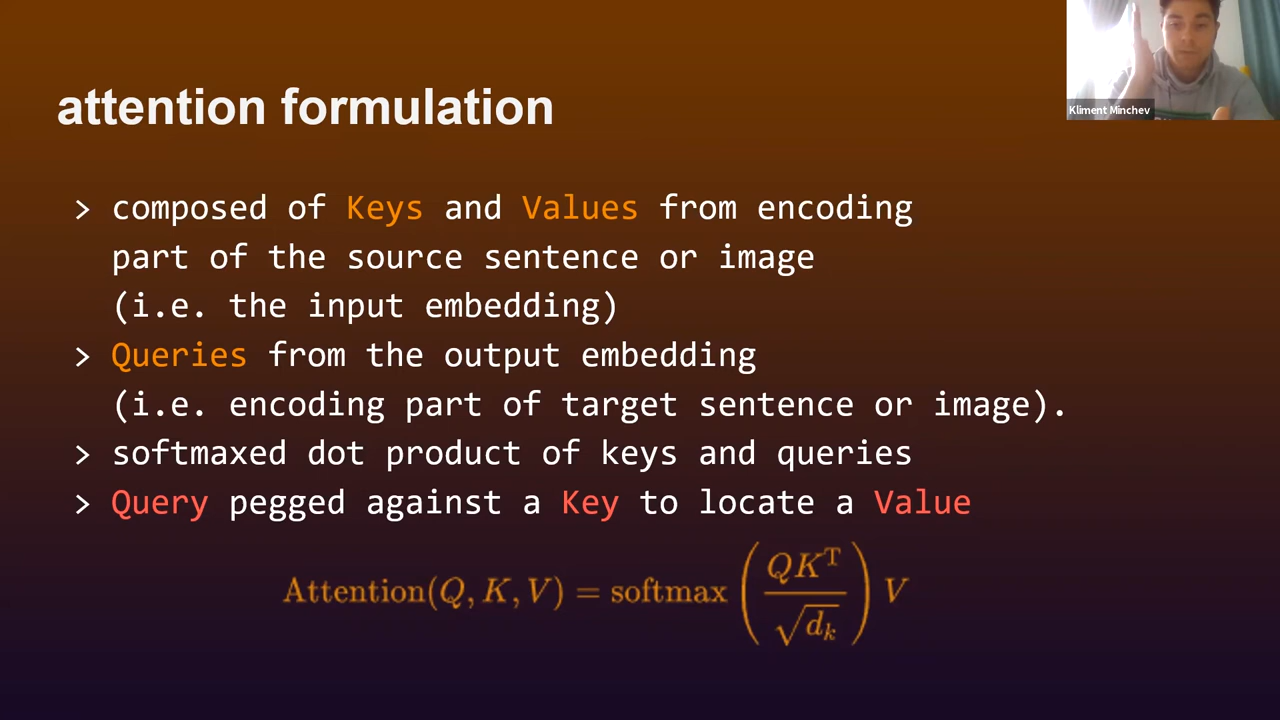 Kliment Minchev
attention formulation
> composed of Keys and Values from encoding
part of the source sentence or image
(i.e. the input embedding)
> Queries from the output embedding
(i.e. encoding part of target sentence or image).
> softmaxed dot product of keys and queries
> Query pegged against a Key to locate a Value
Attention(Q, K, V) = softmax(QK^T/√d_k)V